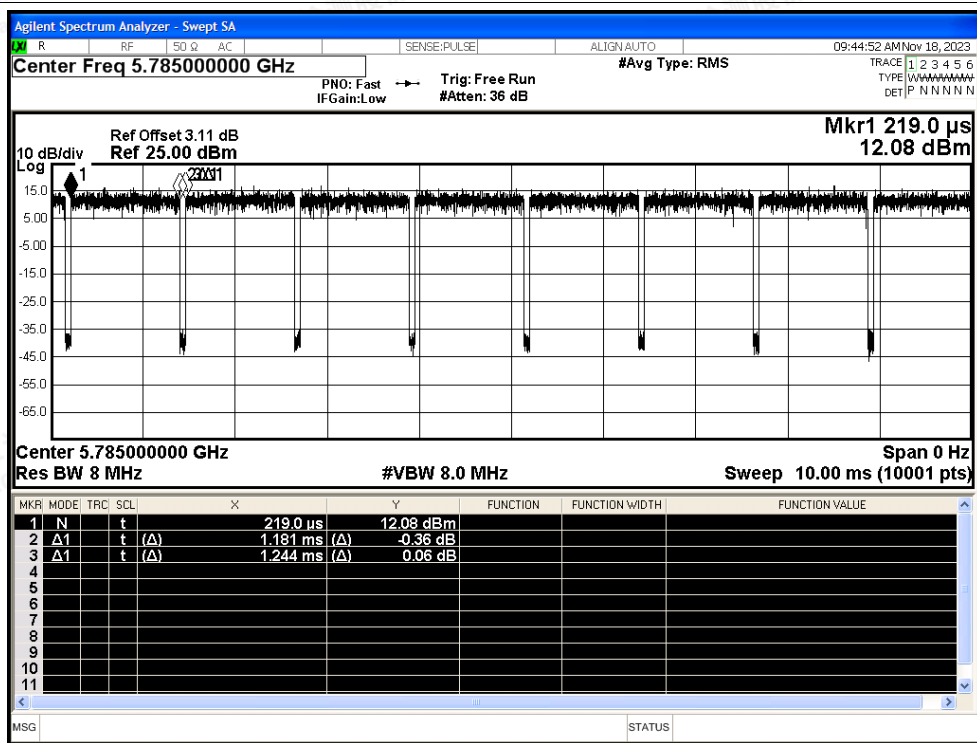 Agilent Spectrum Analyzer - Swept SA
LXI R RF 50 Ω AC SENSE:PULSE ALIGN AUTO 09:44:52 AM Nov 18, 2023
Center Freq 5.785000000 GHz #Avg Type: RMS TRACE 1 2 3 4 5 6
PNO: Fast Trig: Free Run TYPE
IFGain:Low #Atten: 36 dB DET P N N N N N
Mkr1 219.0 µs
Ref Offset 3.11 dB
10 dB/div Ref 25.00 dBm 12.08 dBm
Log
1
15.0
5.00
-5.00
-15.0
-25.0
-35.0
-45.0
-55.0
-65.0
Center 5.785000000 GHz Span 0 Hz
Res BW 8 MHz #VBW 8.0 MHz Sweep 10.00 ms (10001 pts)
MKR MODE TRC SCL X Y FUNCTION FUNCTION WIDTH FUNCTION VALUE
1 N t 219.0 µs 12.08 dBm
2 Δ1 t (Δ) 1.181 ms (Δ) -0.36 dB
3 Δ1 t (Δ) 1.244 ms (Δ) 0.06 dB
4
5
6
7
8
9
10
11
MSG STATUS